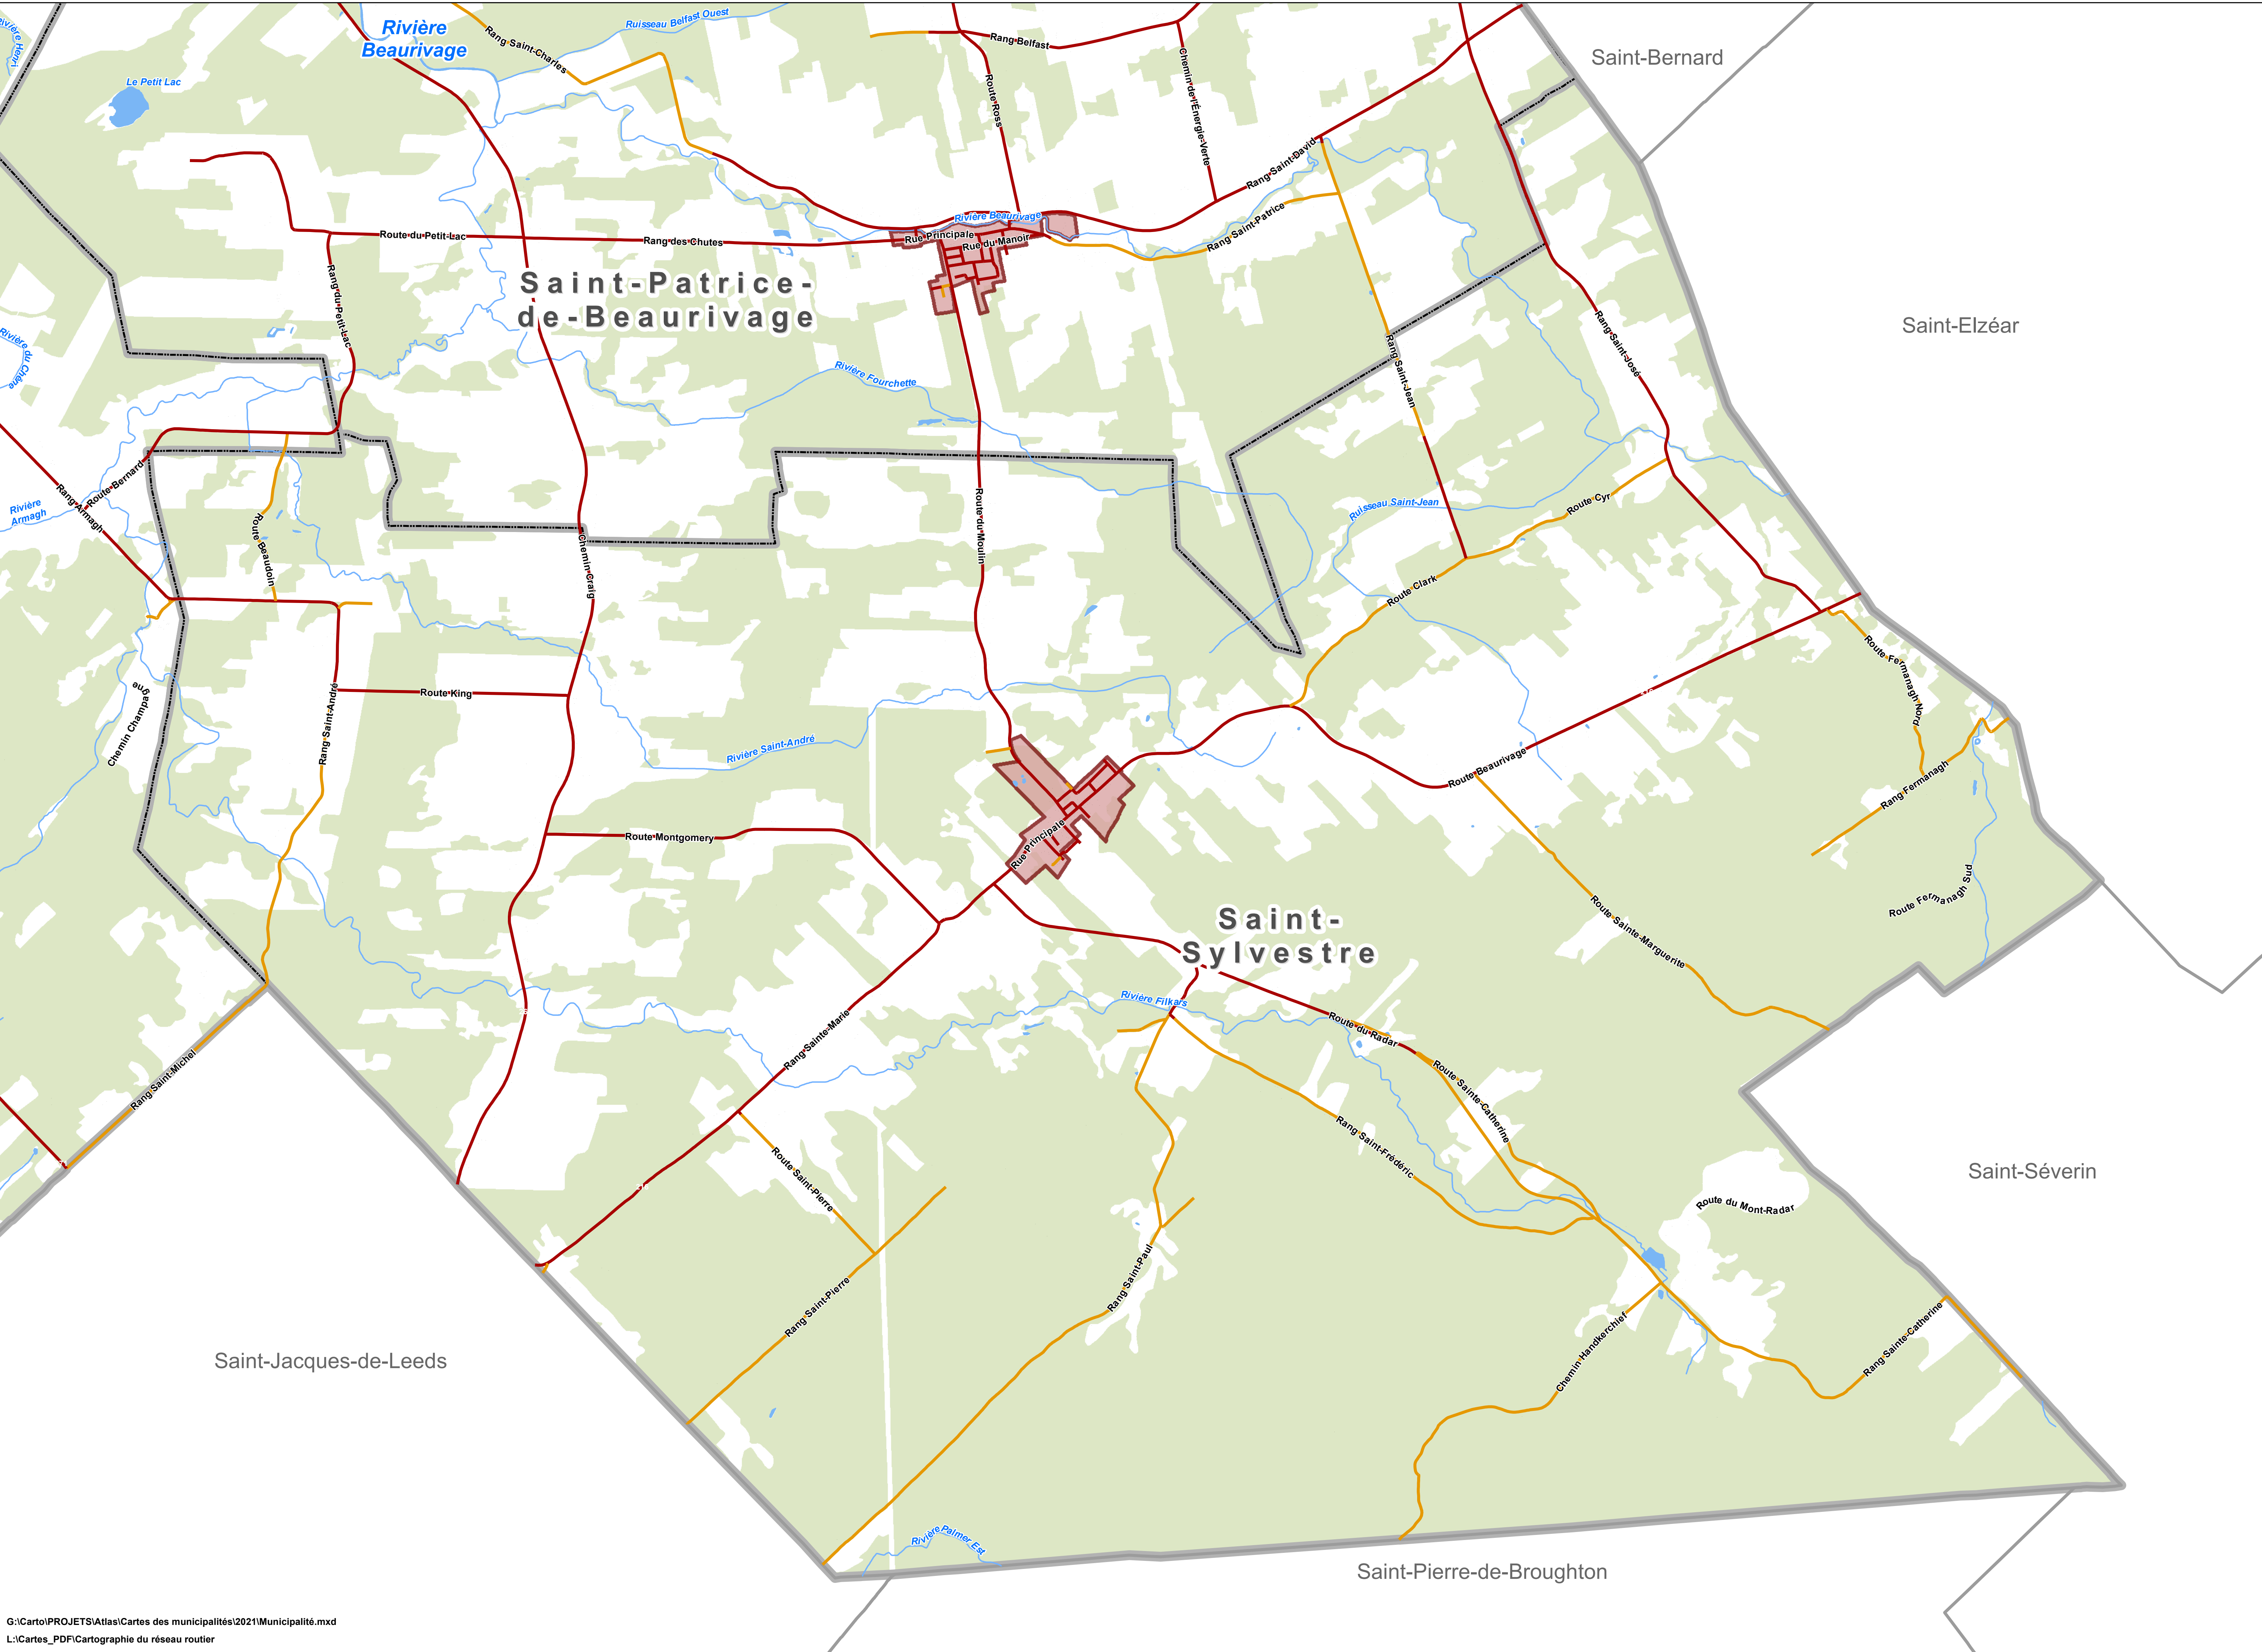 Rivière
Beaurivage
Ruisseau Belfast Ouest
Rang Saint-Charles
Rang Belfast
Saint-Bernard
Rivière Henri
Le Petit Lac
Route Ross
Chemin de l'Énergie-Verte
Rang Saint-David
Rivière Beaurivage
Rang Saint-Patrice
Route du Petit-Lac
Rang des Chutes
Rue Principale
Rue du Manoir
Rang du Petit-Lac
Saint-Patrice-
de-Beaurivage
Saint-Elzéar
Rivière du Chêne
Rang Saint-José
Rang Saint-Jean
Rivière Fourchette
Route Bernard
Rang Armagh
Rivière
Armagh
Route Beaudoin
Route du Moulin
Ruisseau Saint-Jean
Route Cyr
Chemin Craig
Route Clark
Route Fermanagh Nord
Chemin Champagne
Rang Saint-André
Route King
Rivière Saint-André
Route Beaurivage
Rang Fermanagh
Route Montgomery
Rue Principale
Route Fermanagh Sud
Saint-
Sylvestre
Route Sainte-Marguerite
Rivière Filkars
Route du Radar
Rang Sainte-Marie
Rang Saint-Michel
Route Sainte-Catherine
Rang Saint-Frédéric
Route Saint-Pierre
Saint-Séverin
Route du Mont-Radar
Rang Saint-Paul
Rang Saint-Pierre
Chemin Handkerchief
Rang Sainte-Catherine
Saint-Jacques-de-Leeds
Rivière Palmer Est
Saint-Pierre-de-Broughton
G:\Carto\PROJETS\Atlas\Cartes des municipalités\2021\Municipalité.mxd
L:\Cartes_PDF\Cartographie du réseau routier